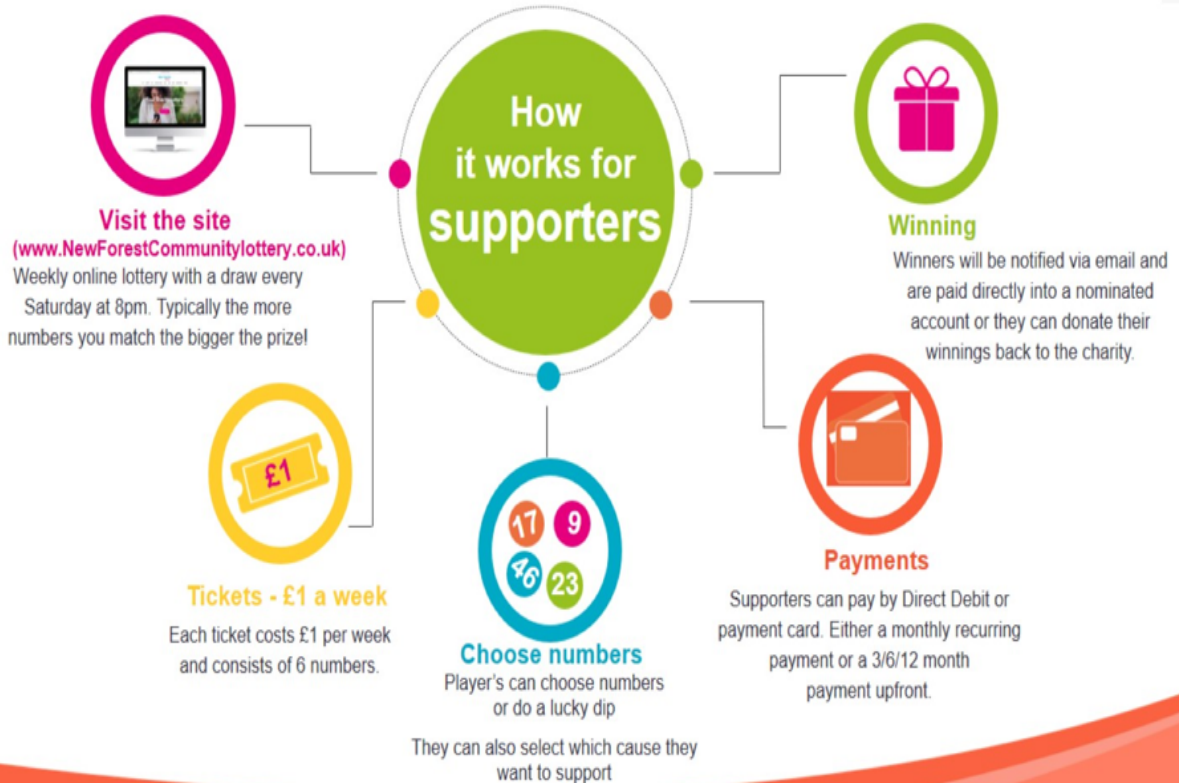 How
it works for
supporters
Visit the site
(www.NewForestCommunitylottery.co.uk)
Weekly online lottery with a draw every
Saturday at 8pm. Typically the more
numbers you match the bigger the prize!
Winning
Winners will be notified via email and
are paid directly into a nominated
account or they can donate their
winnings back to the charity.
£1
Tickets - £1 a week
Each ticket costs £1 per week
and consists of 6 numbers.
17 9
46 23
Choose numbers
Player's can choose numbers
or do a lucky dip
They can also select which cause they
want to support
Payments
Supporters can pay by Direct Debit or
payment card. Either a monthly recurring
payment or a 3/6/12 month
payment upfront.